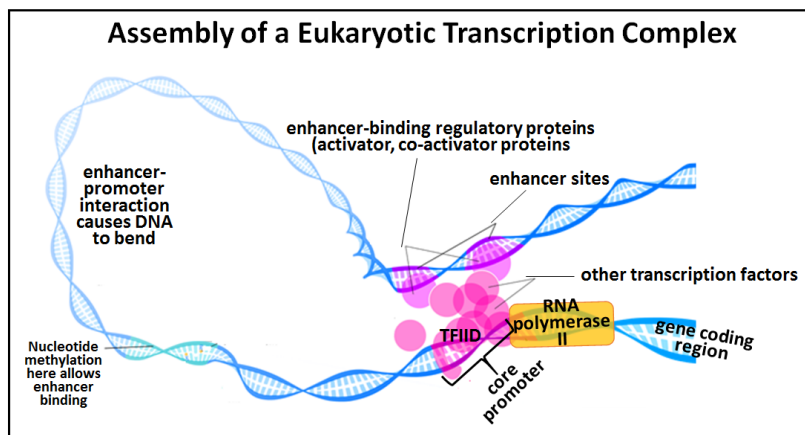 Assembly of a Eukaryotic Transcription Complex
enhancer-binding regulatory proteins
(activator, co-activator proteins
enhancer-
promoter
interaction
causes DNA
to bend
enhancer sites
other transcription factors
RNA
polymerase
II
TFIID
gene coding
region
core
promoter
Nucleotide
methylation
here allows
enhancer
binding